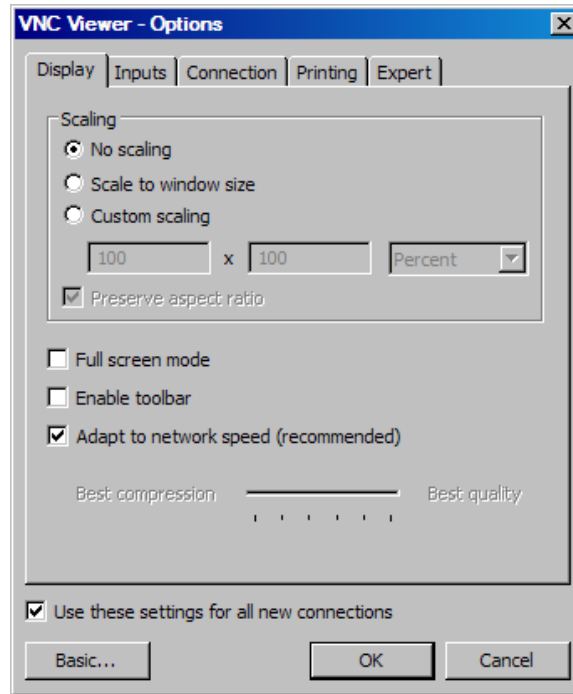 VNC Viewer - Options
Display Inputs Connection Printing Expert
Scaling
No scaling
Scale to window size
Custom scaling
100 x 100 Percent
Preserve aspect ratio
Full screen mode
Enable toolbar
Adapt to network speed (recommended)
Best compression Best quality
Use these settings for all new connections
Basic... OK Cancel